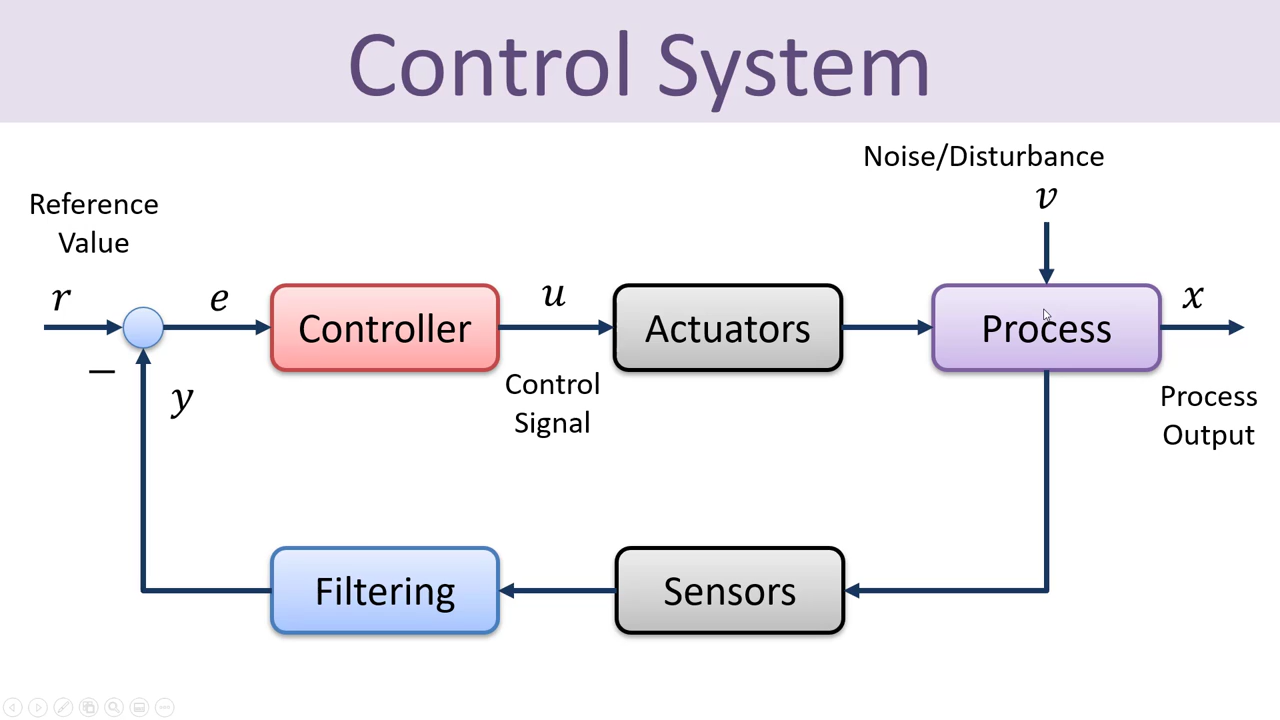 Control System
Noise/Disturbance
v
Reference
Value
r
e
Controller
u
Actuators
Process
x
−
y
Control
Signal
Process
Output
Filtering
Sensors